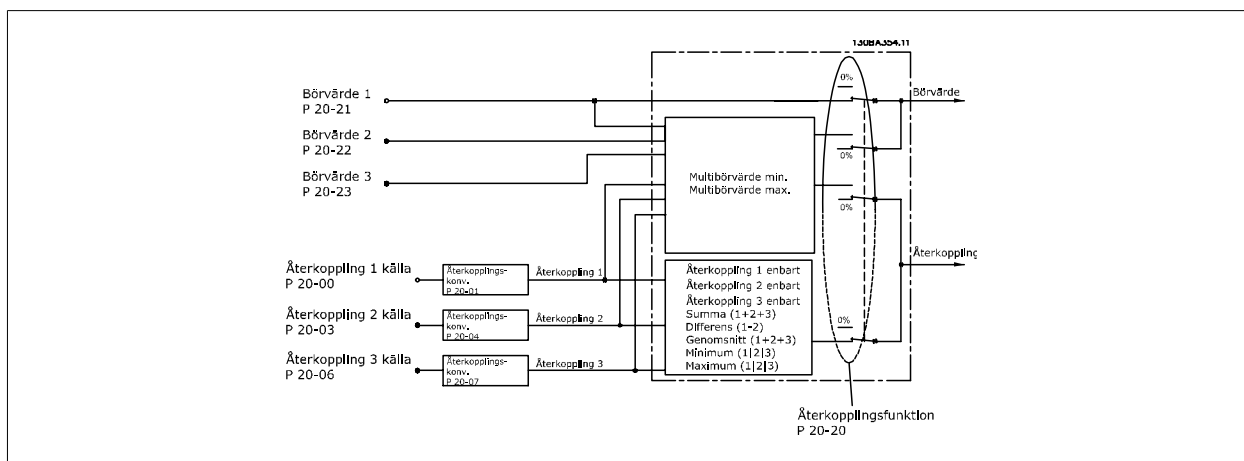 130BA354.11
0%
Börvärde 1
P 20-21
Börvärde
Börvärde 2
P 20-22
0%
Börvärde 3
P 20-23
Multibörvärde min.
Multibörvärde max.
0%
Återkoppling
Återkoppling 1 källa
P 20-00
Återkopplings-
konv.
P 20-01
Återkoppling 1
Återkoppling 2 källa
P 20-03
Återkopplings-
konv.
P 20-04
Återkoppling 2
Återkoppling 3 källa
P 20-06
Återkopplings-
konv.
P 20-07
Återkoppling 3
Återkoppling 1 enbart
Återkoppling 2 enbart
Återkoppling 3 enbart
Summa (1+2+3)
Differens (1-2)
Genomsnitt (1+2+3)
Minimum (1|2|3)
Maximum (1|2|3)
0%
Återkopplingsfunktion
P 20-20